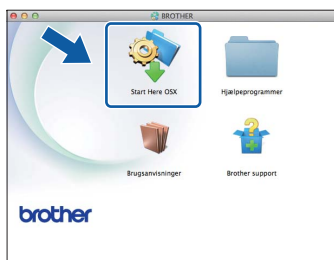 BROTHER
Start Here OSX
Hjælpeprogrammer
Brugsanvisninger
Brother support
brother